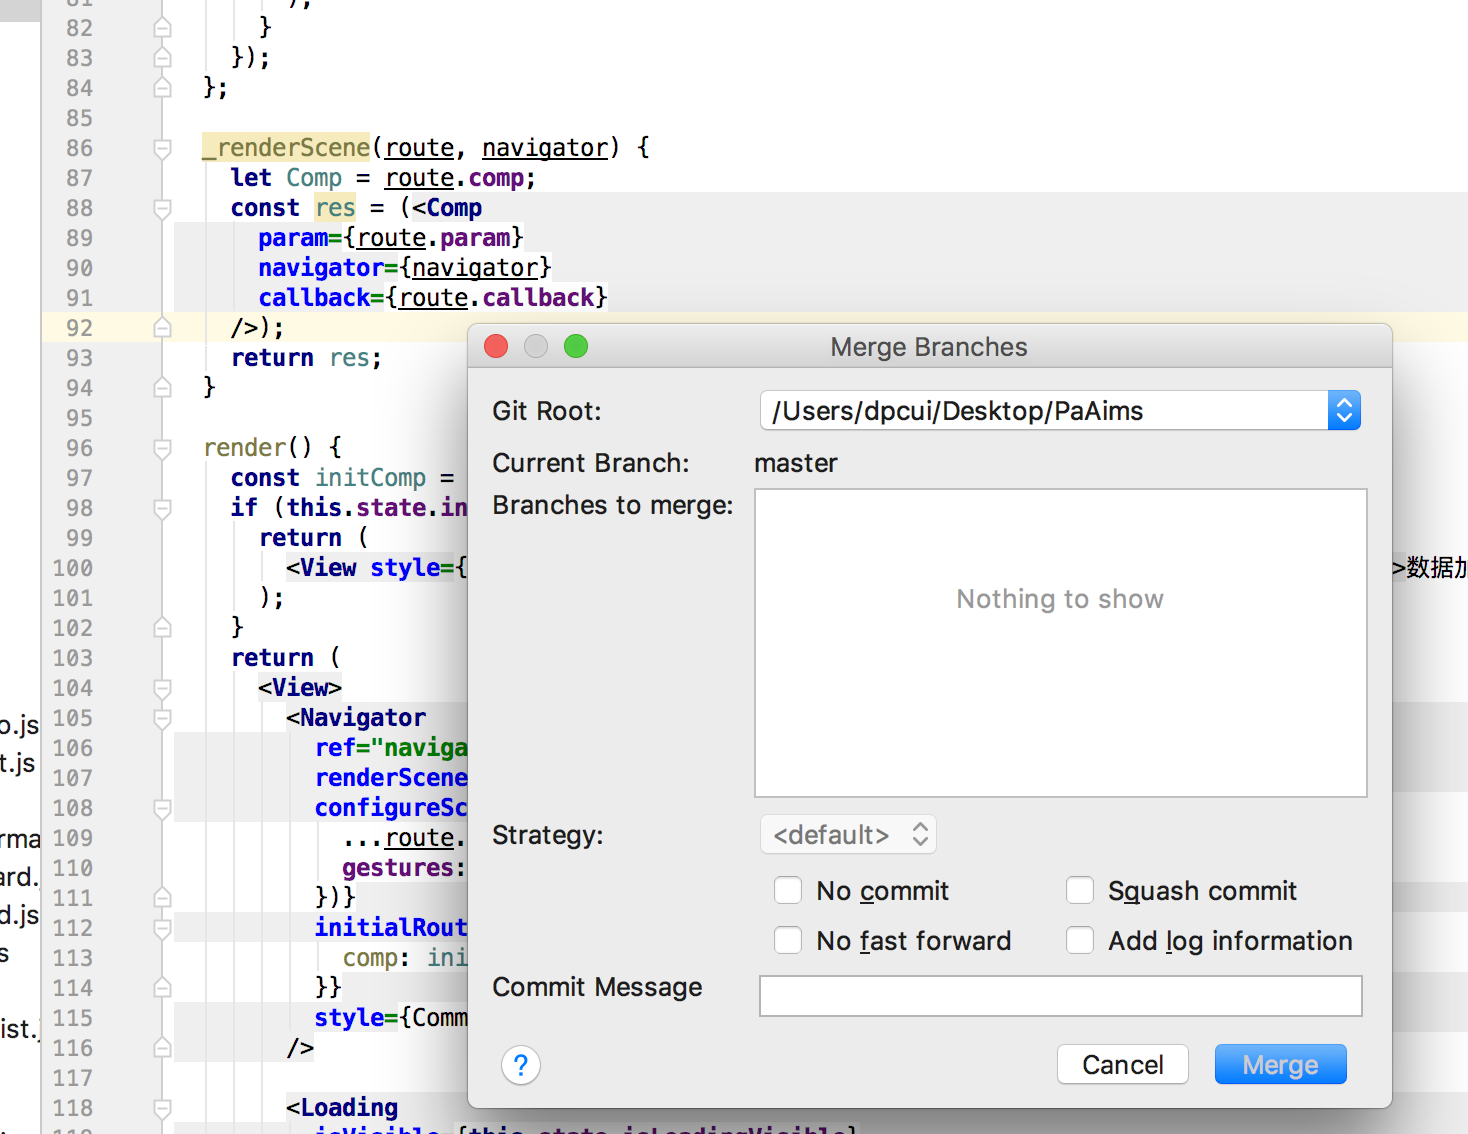 82 }
83 });
84 };
85
86 _renderScene(route, navigator) {
87 let Comp = route.comp;
88 const res = (<Comp
89 param={route.param}
90 navigator={navigator}
91 callback={route.callback}
92 />);
93 return res;
94 }
95
96 render() {
97 const initComp =
98 if (this.state.in
99 return (
100 <View style={
>数据加
101 );
102 }
103 return (
104 <View>
105 <Navigator
106 ref="naviga
107 renderScene
108 configureSc
109 ...route.
110 gestures:
111 })}
112 initialRout
113 comp: ini
114 }}
115 style={Comm
116 />
117
118 <Loading
o.js
t.js
rma
ard.
d.js
s
ist.
Merge Branches
Git Root: /Users/dpcui/Desktop/PaAims
Current Branch: master
Branches to merge:
Nothing to show
Strategy: <default>
No commit Squash commit
No fast forward Add log information
Commit Message
? Cancel Merge